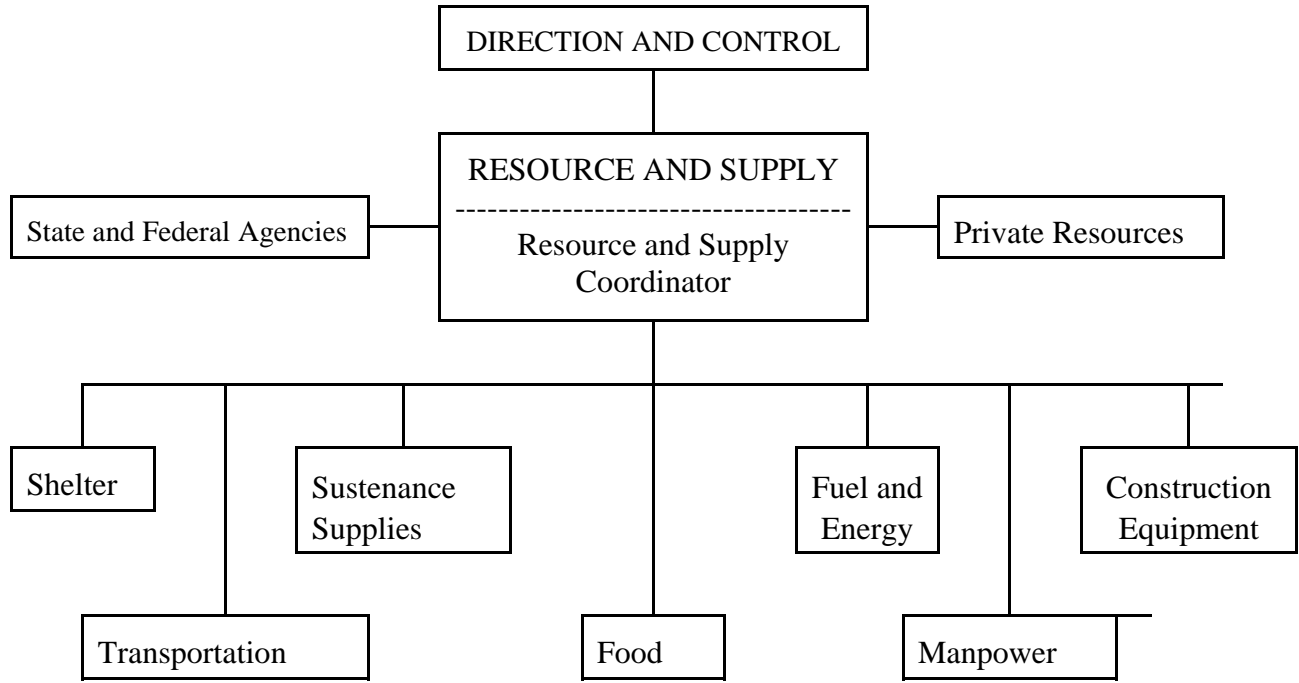 DIRECTION AND CONTROL
RESOURCE AND SUPPLY
-------------------------------------
State and Federal Agencies
Resource and Supply
Coordinator
Private Resources
Shelter
Sustenance
Supplies
Fuel and
Energy
Construction
Equipment
Transportation
Food
Manpower